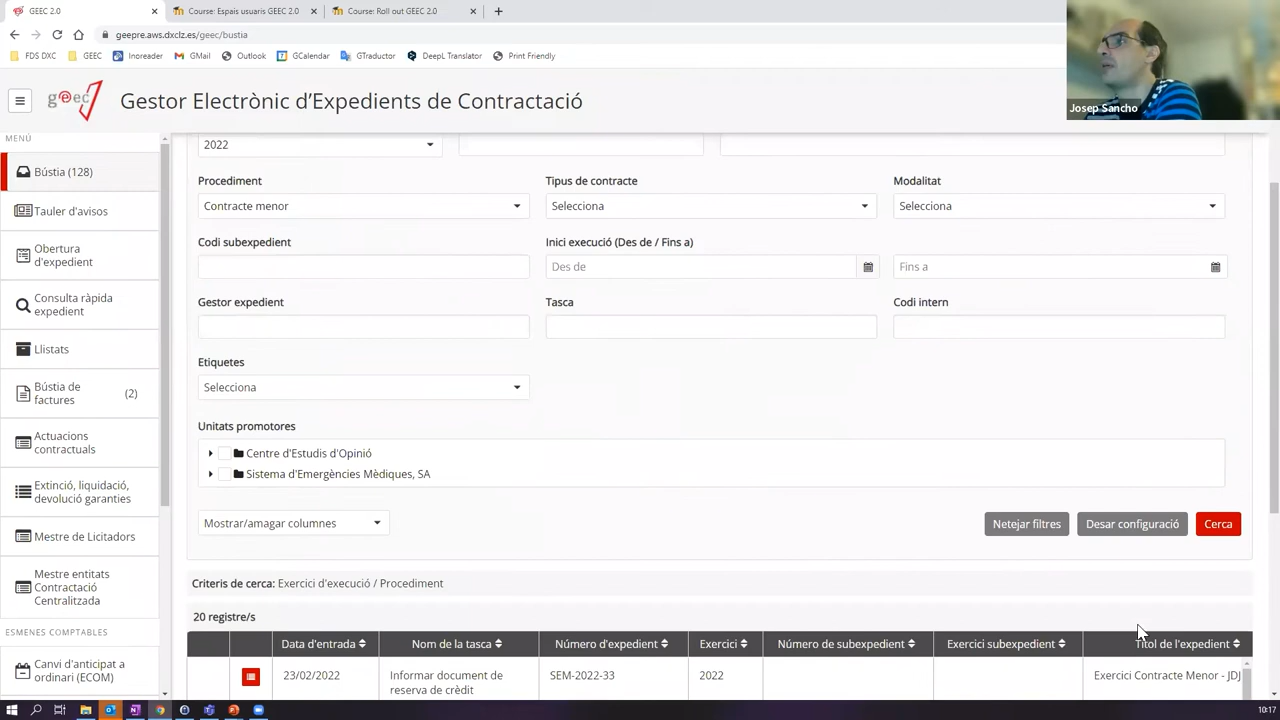 GEEC 2.0
Course: Espais usuaris GEEC 2.0
Course: Roll out GEEC 2.0
geepre.aws.dxclz.es/geec/bustia
FDS DXC
GEEC
Inoreader
GMail
Outlook
GCalendar
GTraductor
DeepL Translator
Print Friendly
geec
Gestor Electrònic d'Expedients de Contractació
Josep Sancho
MENÚ
Bústia (128)
Tauler d'avisos
Obertura
d'expedient
Consulta ràpida
expedient
Llistats
Bústia de
factures
(2)
Actuacions
contractuals
Extinció, liquidació,
devolució garanties
Mestre de Licitadors
Mestre entitats
Contractació
Centralitzada
ESMENES COMPTABLES
Canvi d'anticipat a
ordinari (ECOM)
2022
Procediment
Tipus de contracte
Modalitat
Contracte menor
Selecciona
Selecciona
Codi subexpedient
Inici execució (Des de / Fins a)
Des de
Fins a
Gestor expedient
Tasca
Codi intern
Etiquetes
Selecciona
Unitats promotores
Centre d'Estudis d'Opinió
Sistema d'Emergències Mèdiques, SA
Mostrar/amagar columnes
Netejar filtres
Desar configuració
Cerca
Criteris de cerca: Exercici d'execució / Procediment
20 registre/s
Data d'entrada
Nom de la tasca
Número d'expedient
Exercici
Número de subexpedient
Exercici subexpedient
Títol de l'expedient
23/02/2022
Informar document de
reserva de crèdit
SEM-2022-33
2022
Exercici Contracte Menor - JDJ
10:17